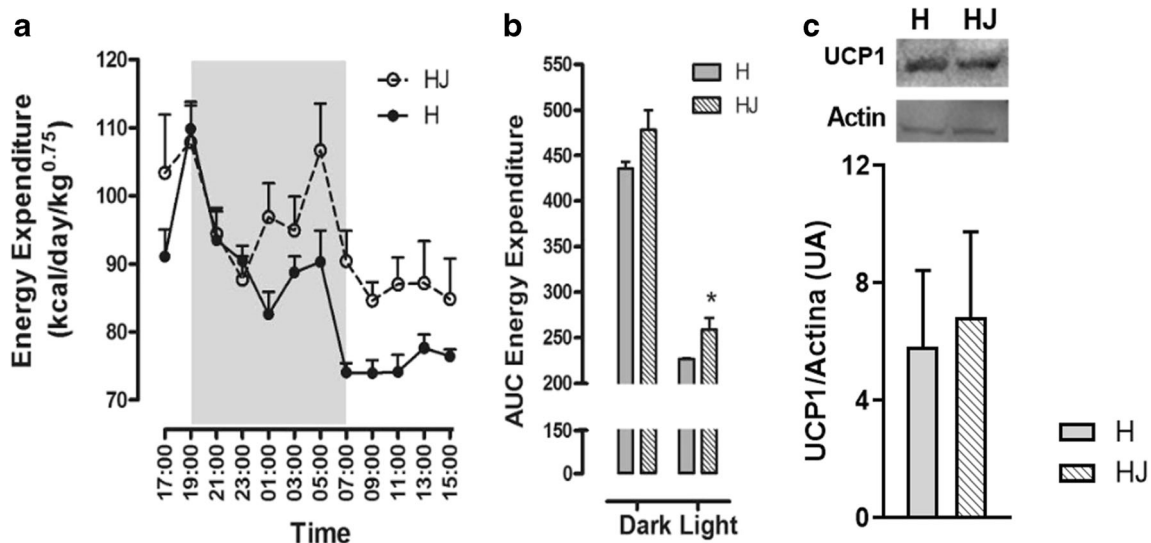 a
Energy Expenditure
(kcal/day/kg^0.75)
120
110
100
90
80
70
HJ
H
17:00
19:00
21:00
23:00
01:00
03:00
05:00
07:00
09:00
11:00
13:00
15:00
Time
b
AUC Energy Expenditure
550
500
450
400
350
300
250
200
150
0
H
HJ
*
Dark Light
c
H HJ
UCP1
Actin
UCP1/Actina (UA)
12
8
4
0
H
HJ